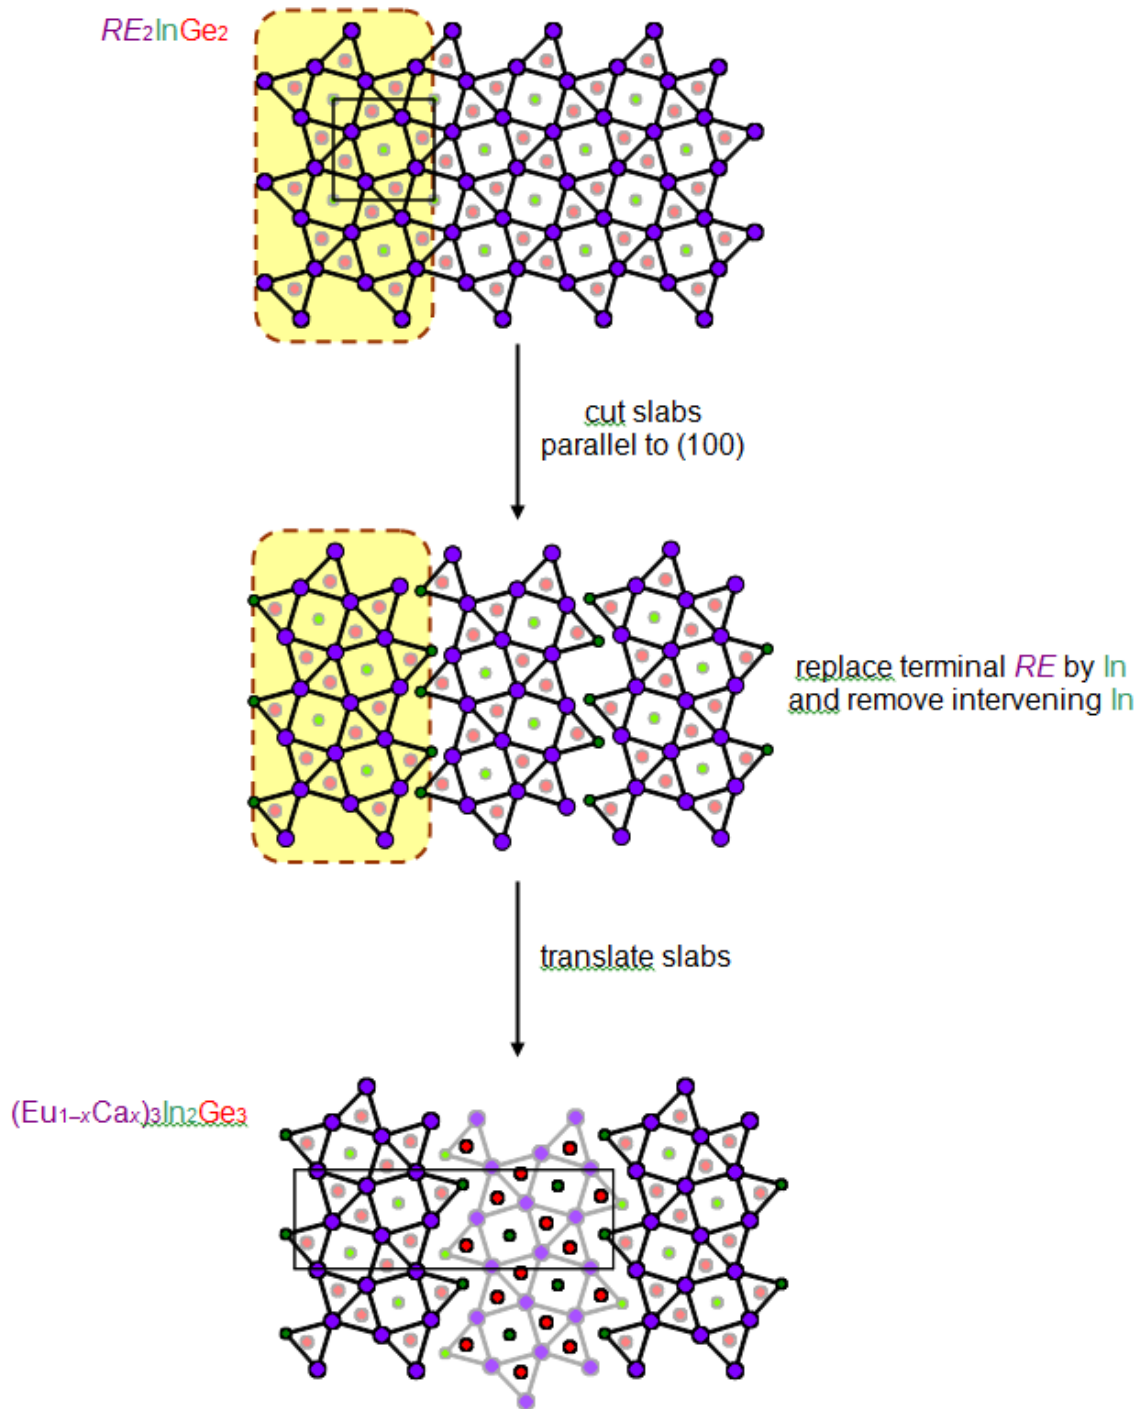 RE₂InGe₂
cut slabs
parallel to (100)
replace terminal RE by In
and remove intervening In
translate slabs
(Eu₁₋ₓCaₓ)₃In₂Ge₃